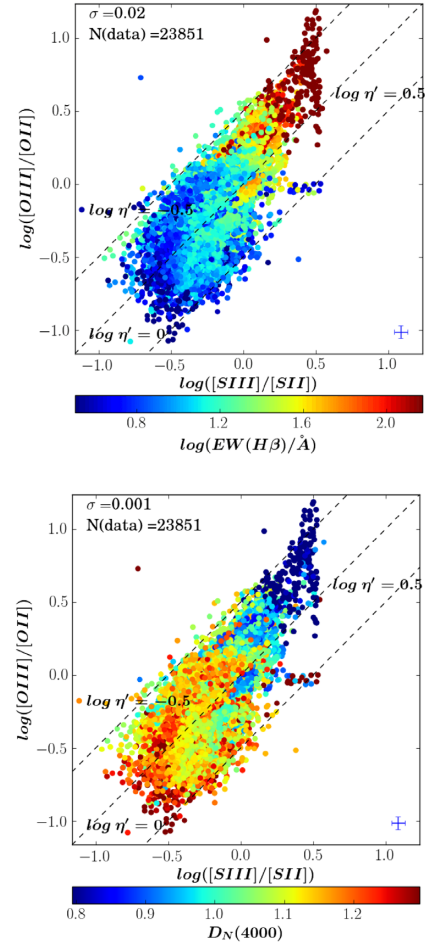 σ =0.02
N(data) =23851
1.0
0.5
0.0
−0.5
−1.0
log([OIII]/[OII])
log η′ = 0.5
log η′ = −0.5
log η′ = 0
−1.0 −0.5 0.0 0.5 1.0
log([SIII]/[SII])
0.8 1.2 1.6 2.0
log(EW(Hβ)/Å)
σ =0.001
N(data) =23851
1.0
0.5
0.0
−0.5
−1.0
log([OIII]/[OII])
log η′ = 0.5
log η′ = −0.5
log η′ = 0
−1.0 −0.5 0.0 0.5 1.0
log([SIII]/[SII])
0.8 0.9 1.0 1.1 1.2
D_N(4000)